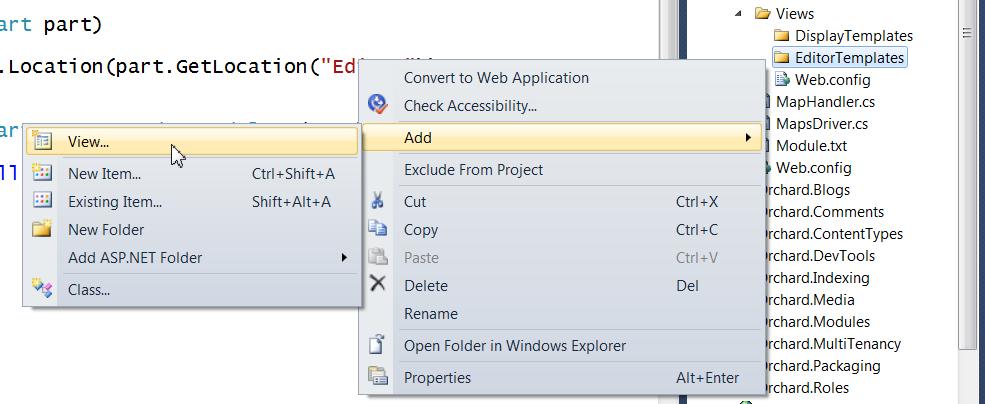 art part)
.Location(part.GetLocation("Edi
art
ll
View...
New Item... Ctrl+Shift+A
Existing Item... Shift+Alt+A
New Folder
Add ASP.NET Folder
Class...
Convert to Web Application
Check Accessibility...
Add
Exclude From Project
Cut Ctrl+X
Copy Ctrl+C
Paste Ctrl+V
Delete Del
Rename
Open Folder in Windows Explorer
Properties Alt+Enter
Views
DisplayTemplates
EditorTemplates
Web.config
MapHandler.cs
MapsDriver.cs
Module.txt
Web.config
rchard.Blogs
rchard.Comments
rchard.ContentTypes
rchard.DevTools
rchard.Indexing
rchard.Media
rchard.Modules
rchard.MultiTenancy
rchard.Packaging
rchard.Roles